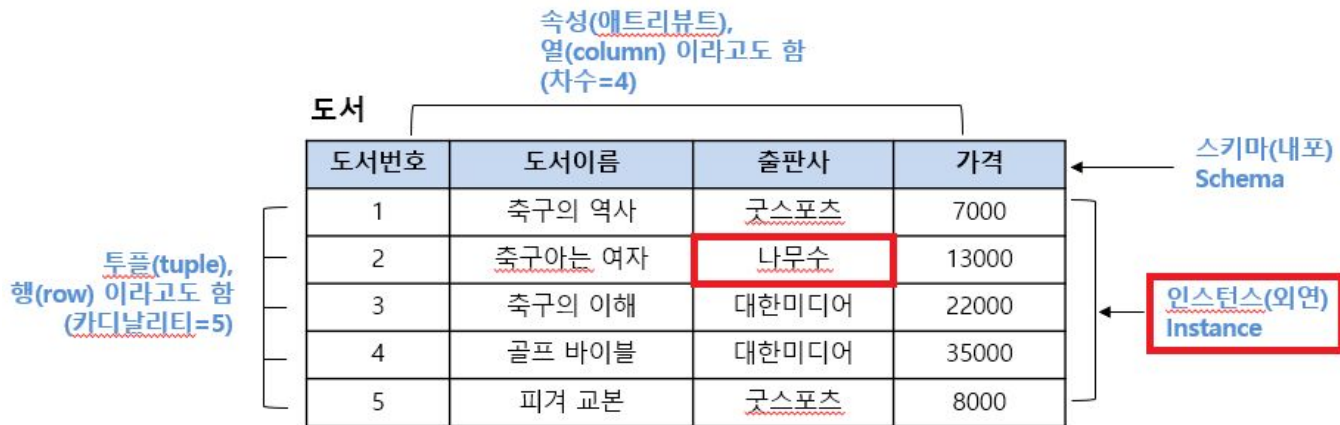 속성(애트리뷰트),
열(column) 이라고도 함
(차수=4)
도서
도서번호 도서이름 출판사 가격
스키마(내포)
Schema
1 축구의 역사 굿스포츠 7000
2 축구아는 여자 나무수 13000
3 축구의 이해 대한미디어 22000
4 골프 바이블 대한미디어 35000
5 피겨 교본 굿스포츠 8000
투플(tuple),
행(row) 이라고도 함
(카디날리티=5)
인스턴스(외연)
Instance